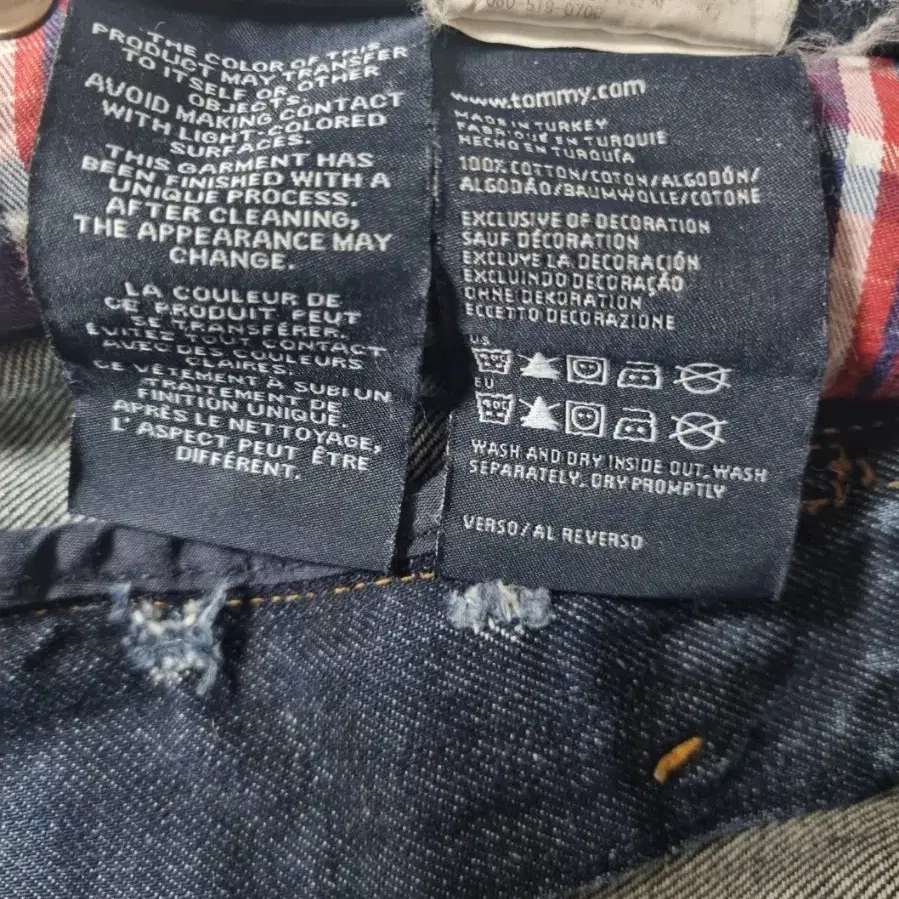 THE COLOR OF THIS
PRODUCT MAY TRANSFER
TO ITSELF OR OTHER
OBJECTS.
AVOID MAKING CONTACT
WITH LIGHT-COLORED
SURFACES.
THIS GARMENT HAS
BEEN FINISHED WITH A
UNIQUE PROCESS.
AFTER CLEANING,
THE APPEARANCE MAY
CHANGE.
LA COULEUR DE
CE PRODUIT PEUT
SE TRANSFÉRER.
ÉVITEZ TOUT CONTACT
AVEC DES COULEURS
CLAIRES.
CE VÊTEMENT À SUBI UN
TRAITEMENT DE
FINITION UNIQUE.
APRÈS LE NETTOYAGE,
L'ASPECT PEUT ÊTRE
DIFFÉRENT.
www.tommy.com
MADE IN TURKEY
FABRIQUÉ EN TURQUIE
HECHO EN TURQUÍA
100% COTTON/COTON/ALGODÓN/
ALGODÃO/BAUMWOLLE/COTONE
EXCLUSIVE OF DECORATION
SAUF DÉCORATION
EXCLUYE LA DECORACIÓN
EXCLUINDO DECORAÇÃO
OHNE DEKORATION
ECCETTO DECORAZIONE
US
EU
WASH AND DRY INSIDE OUT. WASH
SEPARATELY. DRY PROMPTLY
VERSO/AL REVERSO